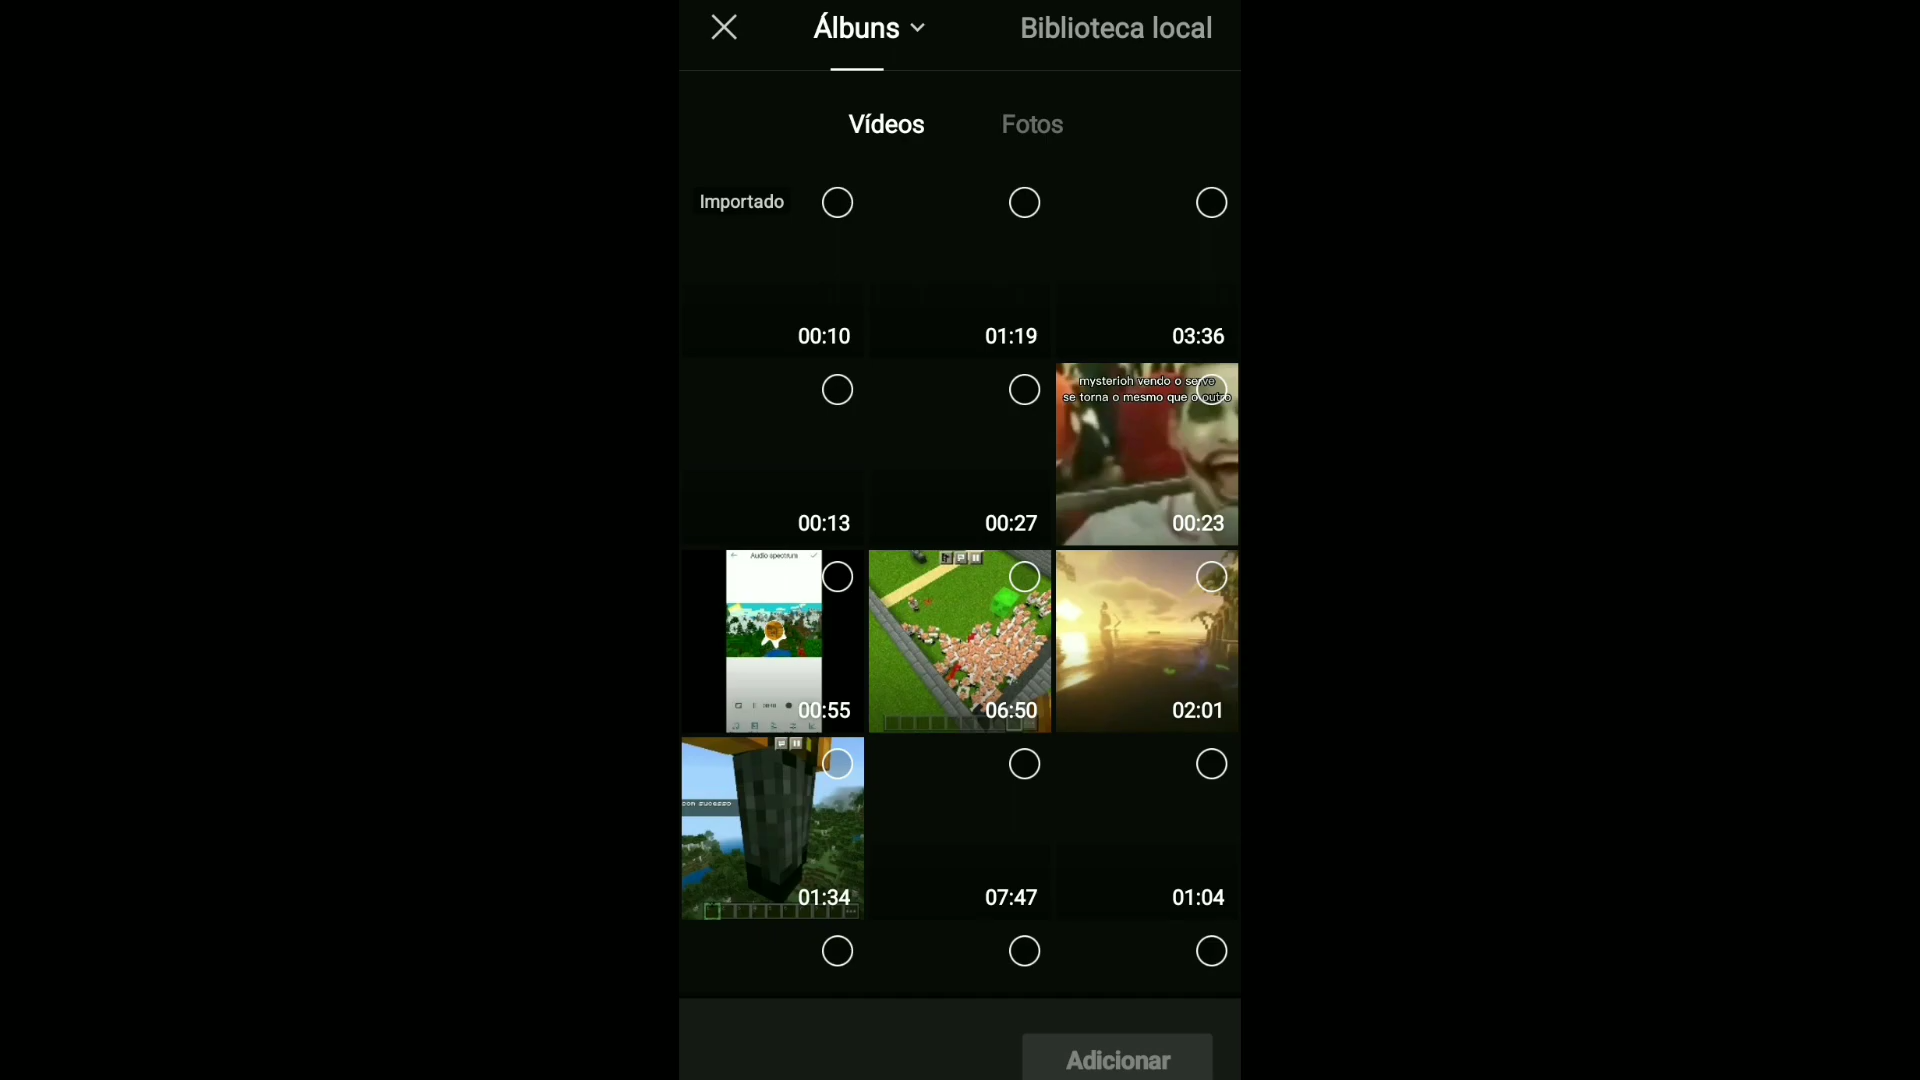 Álbuns
Biblioteca local
Vídeos
Fotos
Importado
00:10
01:19
03:36
00:13
00:27
mysterioh vendo o serve
se torna o mesmo que o outro
00:23
Audio spectrum
00:55
06:50
02:01
com sucesso
01:34
07:47
01:04
Adicionar